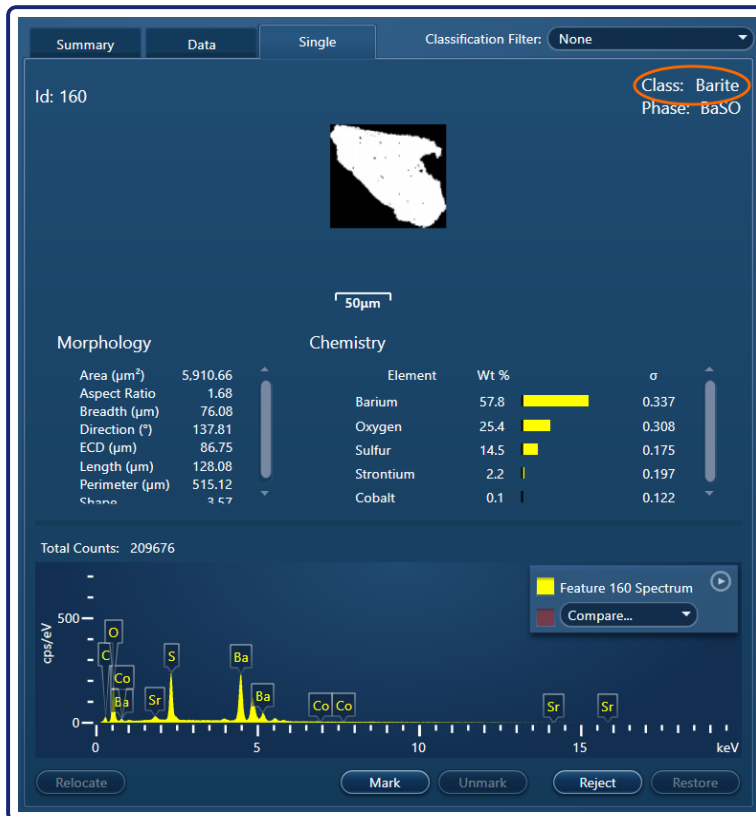 Summary Data Single Classification Filter: None
Id: 160
Class: Barite
Phase: BaSO
50µm
Morphology
Area (µm²) 5,910.66
Aspect Ratio 1.68
Breadth (µm) 76.08
Direction (°) 137.81
ECD (µm) 86.75
Length (µm) 128.08
Perimeter (µm) 515.12
Shape 3.57
Chemistry
Element Wt % σ
Barium 57.8 0.337
Oxygen 25.4 0.308
Sulfur 14.5 0.175
Strontium 2.2 0.197
Cobalt 0.1 0.122
Total Counts: 209676
Feature 160 Spectrum
Compare...
cps/eV
500
0
C O Co Ba Sr S Ba Ba Co Co Sr Sr
0 5 10 15 keV
Relocate Mark Unmark Reject Restore